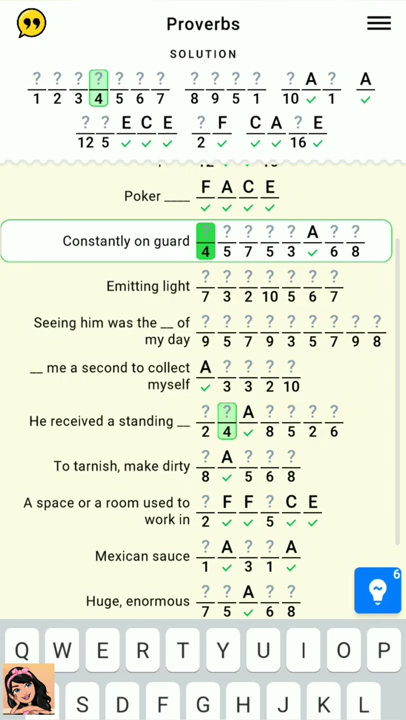 Proverbs
SOLUTION
? ? ? ? ? ? ? ? ? ? ? ? A ? A
1 2 3 4 5 6 7 8 9 5 1 10 1
? ? E C E ? F C A ? E
12 5 2 16
Poker ____ F A C E
Constantly on guard ? ? ? ? A ? ?
4 5 7 5 3 6 8
Emitting light ? ? ? ? ? ? ?
7 3 2 10 5 6 7
Seeing him was the __ of ? ? ? ? ? ? ? ? ?
my day 9 5 7 9 3 5 7 9 8
__ me a second to collect A ? ? ? ?
myself 3 3 2 10
He received a standing __ ? ? A ? ? ? ?
2 4 8 5 2 6
To tarnish, make dirty ? A ? ? ?
8 5 6 8
A space or a room used to ? F F ? C E
work in 2 5
Mexican sauce ? A ? ? A
1 3 1
6
Huge, enormous ? ? A ? ?
7 5 6 8
Q W E R T Y U I O P
S D F G H J K L